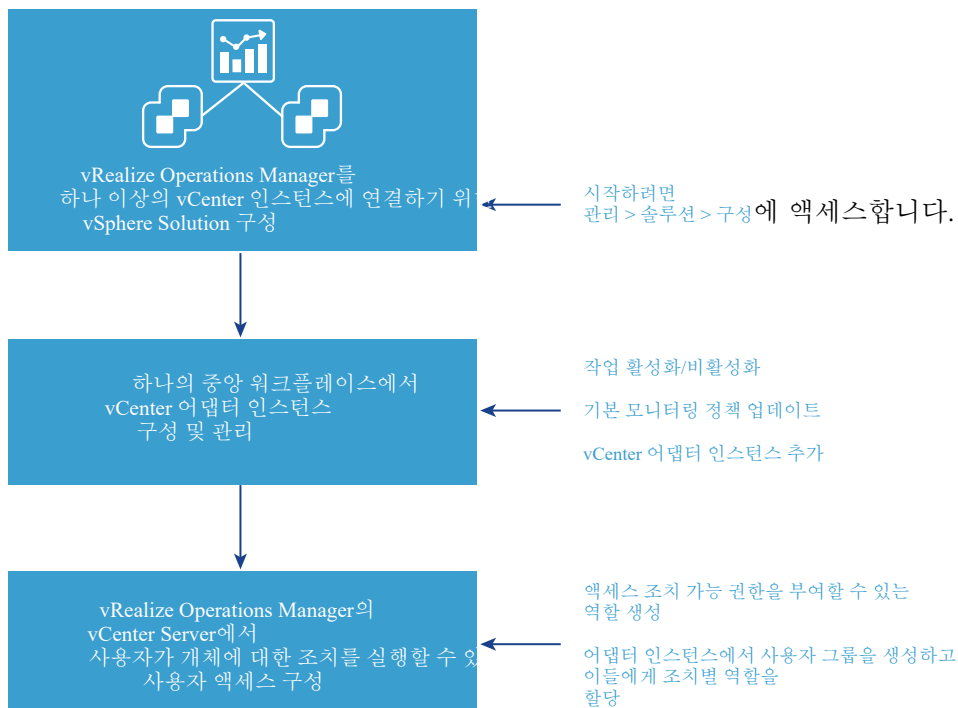 vRealize Operations Manager를
하나 이상의 vCenter 인스턴스에 연결하기 위
vSphere Solution 구성
시작하려면
관리 > 솔루션 > 구성에 액세스합니다.
하나의 중앙 워크플레이스에서
vCenter 어댑터 인스턴스
구성 및 관리
작업 활성화/비활성화
기본 모니터링 정책 업데이트
vCenter 어댑터 인스턴스 추가
vRealize Operations Manager의
vCenter Server에서
사용자가 개체에 대한 조치를 실행할 수 있
사용자 액세스 구성
액세스 조치 가능 권한을 부여할 수 있는
역할 생성
어댑터 인스턴스에서 사용자 그룹을 생성하고
이들에게 조치별 역할을
할당